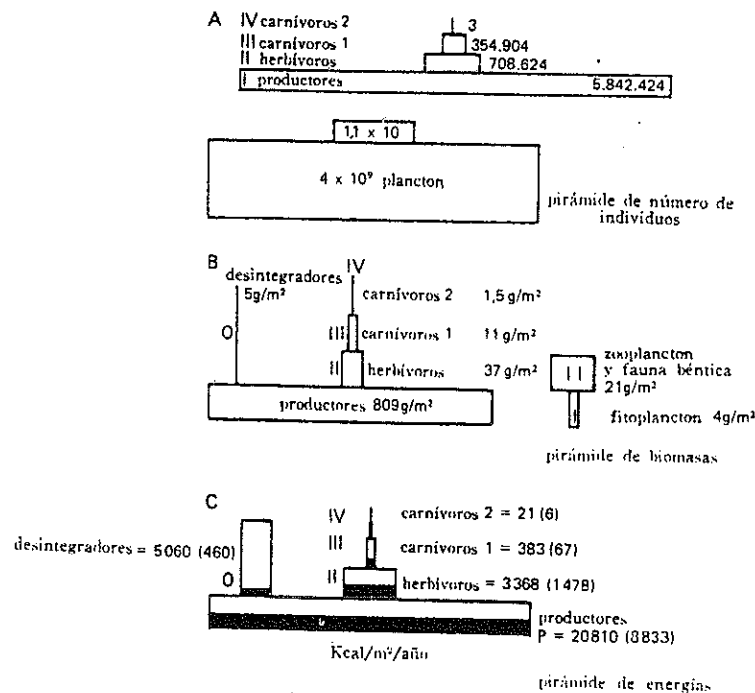 A
IV carnívoros 2
3
III carnívoros 1
354.904
II herbívoros
708.624
I productores
5.842.424
1,1 x 10
4 x 10⁹ plancton
pirámide de número de
individuos
B
desintegradores
5g/m²
O
IV
carnívoros 2 1,5 g/m²
III carnívoros 1 11 g/m²
II herbívoros 37 g/m²
productores 809g/m²
II
zooplancton
y fauna béntica
21g/m²
I
fitoplancton 4g/m²
pirámide de biomasas
C
desintegradores = 5060 (460)
O
IV carnívoros 2 = 21 (6)
III carnívoros 1 = 383 (67)
II herbívoros = 3368 (1478)
productores
P = 20810 (8833)
Kcal/m²/año
pirámide de energías